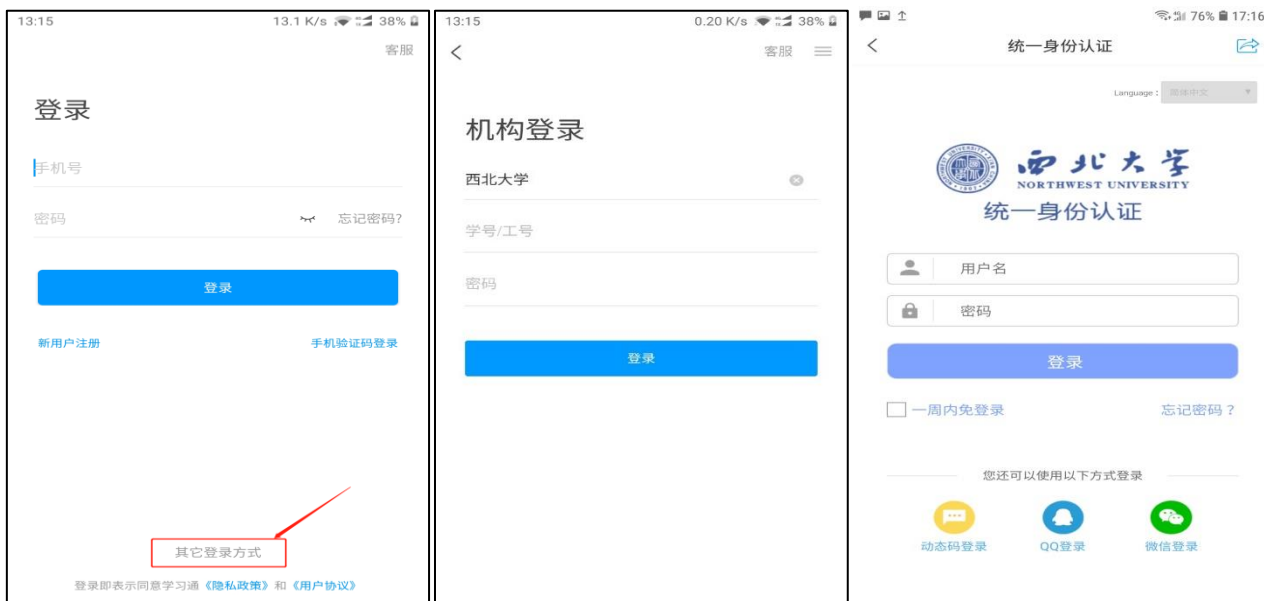 13:15
13.1 K/s
38%
客服
登录
手机号
密码
忘记密码?
登录
新用户注册
手机验证码登录
其它登录方式
登录即表示同意学习通《隐私政策》和《用户协议》
13:15
0.20 K/s
38%
客服
机构登录
西北大学
学号/工号
密码
登录
76%
17:16
统一身份认证
Language:
简体中文
西北大学
NORTHWEST UNIVERSITY
统一身份认证
用户名
密码
登录
一周内免登录
忘记密码?
您还可以使用以下方式登录
动态码登录
QQ登录
微信登录